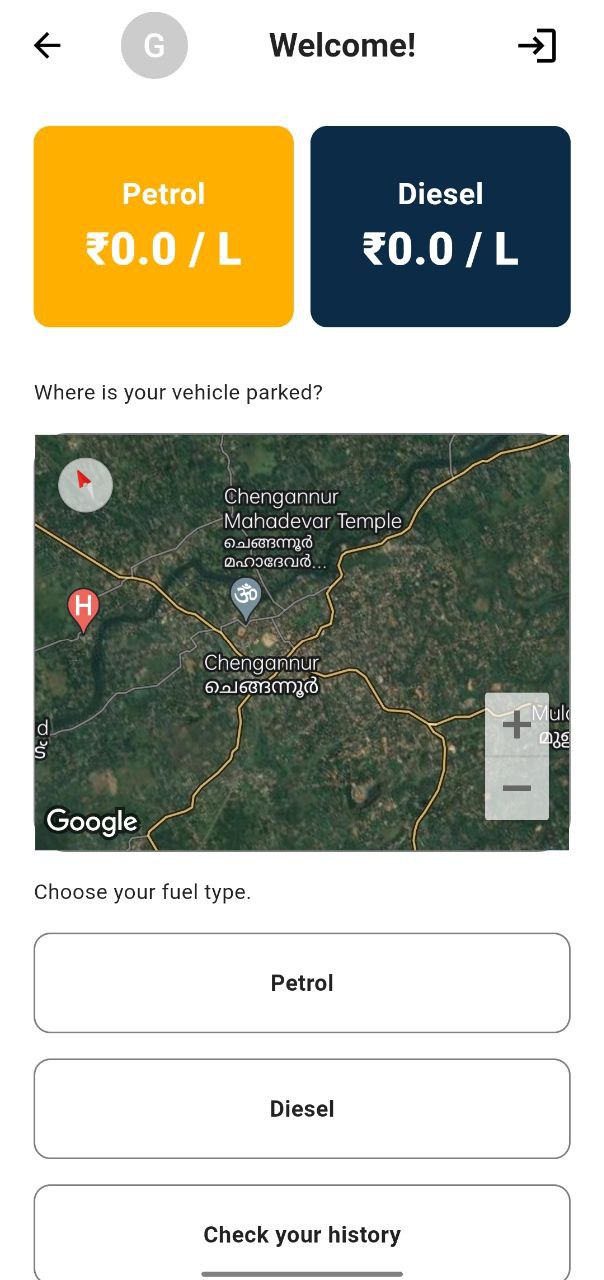 G
Welcome!
Petrol
₹0.0 / L
Diesel
₹0.0 / L
Where is your vehicle parked?
Chengannur
Mahadevar Temple
ചെങ്ങന്നൂർ
മഹാദേവർ...
H
ॐ
Chengannur
ചെങ്ങന്നൂർ
d
Google
+
−
Choose your fuel type.
Petrol
Diesel
Check your history